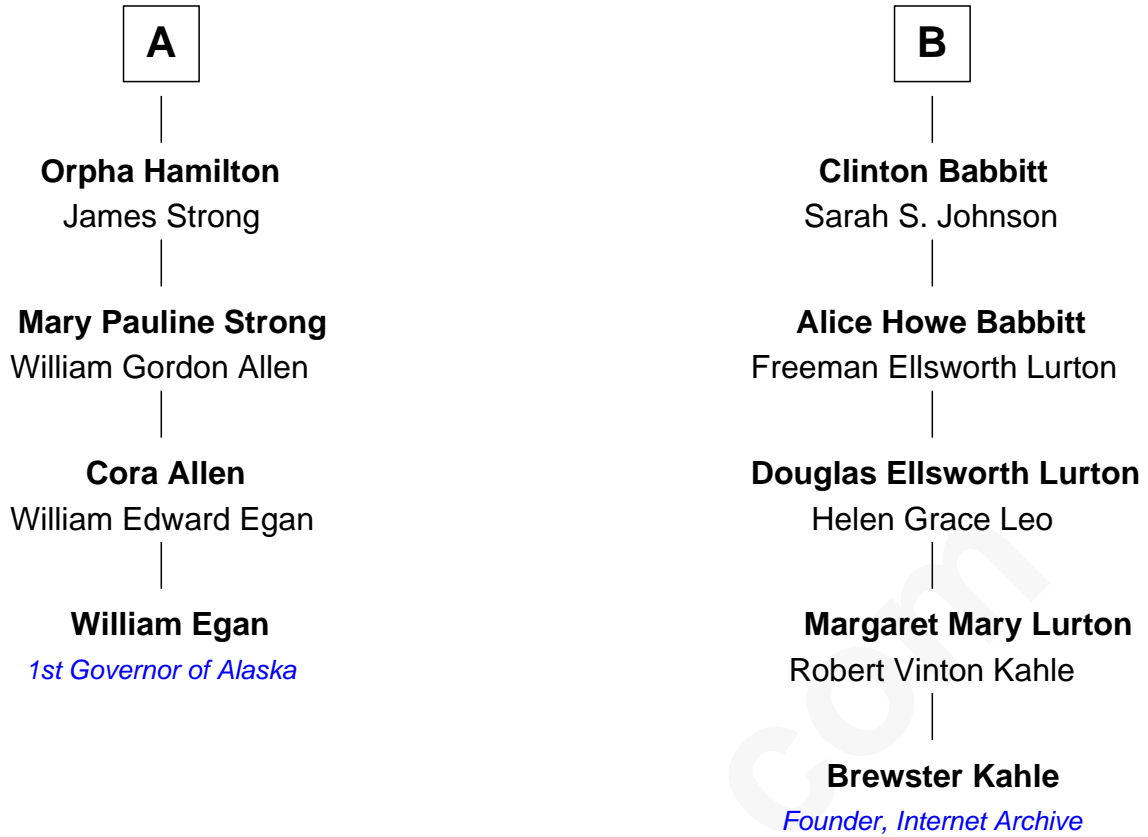 A
Orpha Hamilton
James Strong
Mary Pauline Strong
William Gordon Allen
Cora Allen
William Edward Egan
William Egan
1st Governor of Alaska
B
Clinton Babbitt
Sarah S. Johnson
Alice Howe Babbitt
Freeman Ellsworth Lurton
Douglas Ellsworth Lurton
Helen Grace Leo
Margaret Mary Lurton
Robert Vinton Kahle
Brewster Kahle
Founder, Internet Archive
com